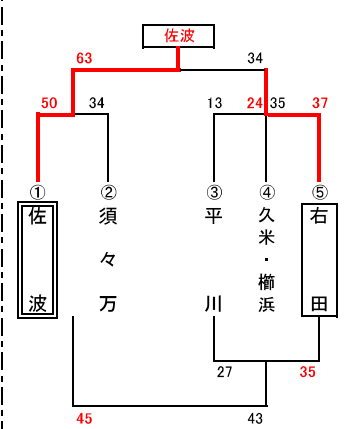 佐波
63 34
50 34 13 24 35 37
① ② ③ ④ ⑤
佐波
須々万
平川
久米・櫛浜
右田
27 35
45 43